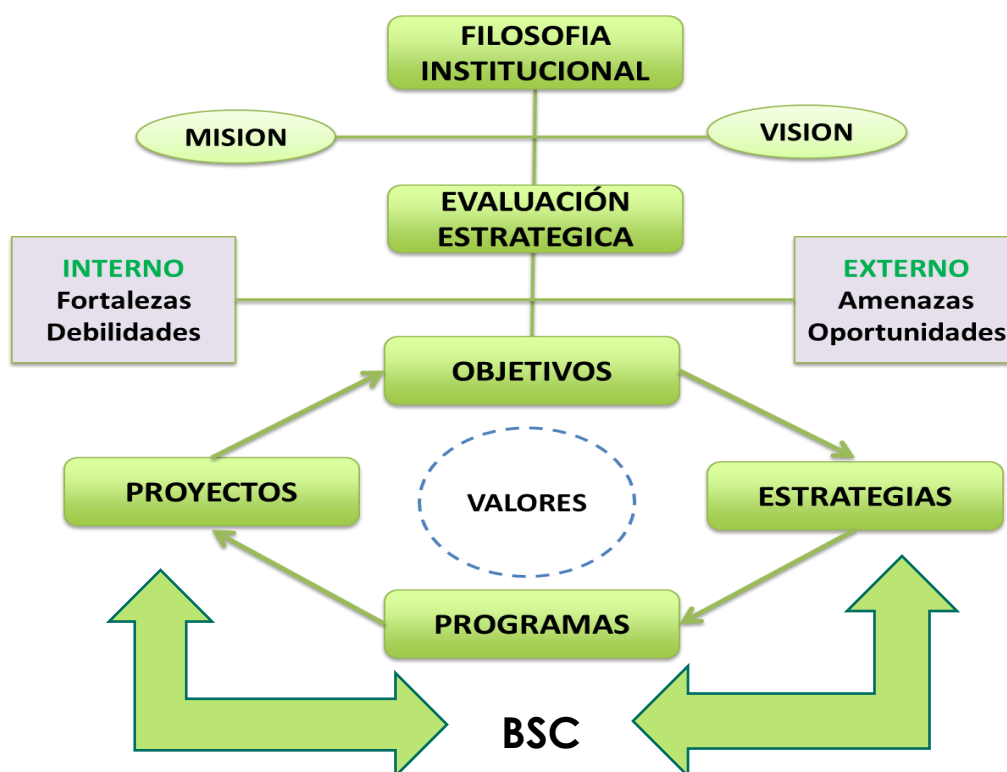 FILOSOFIA
INSTITUCIONAL
MISION
VISION
EVALUACIÓN
ESTRATEGICA
INTERNO
Fortalezas
Debilidades
EXTERNO
Amenazas
Oportunidades
OBJETIVOS
PROYECTOS
VALORES
ESTRATEGIAS
PROGRAMAS
BSC